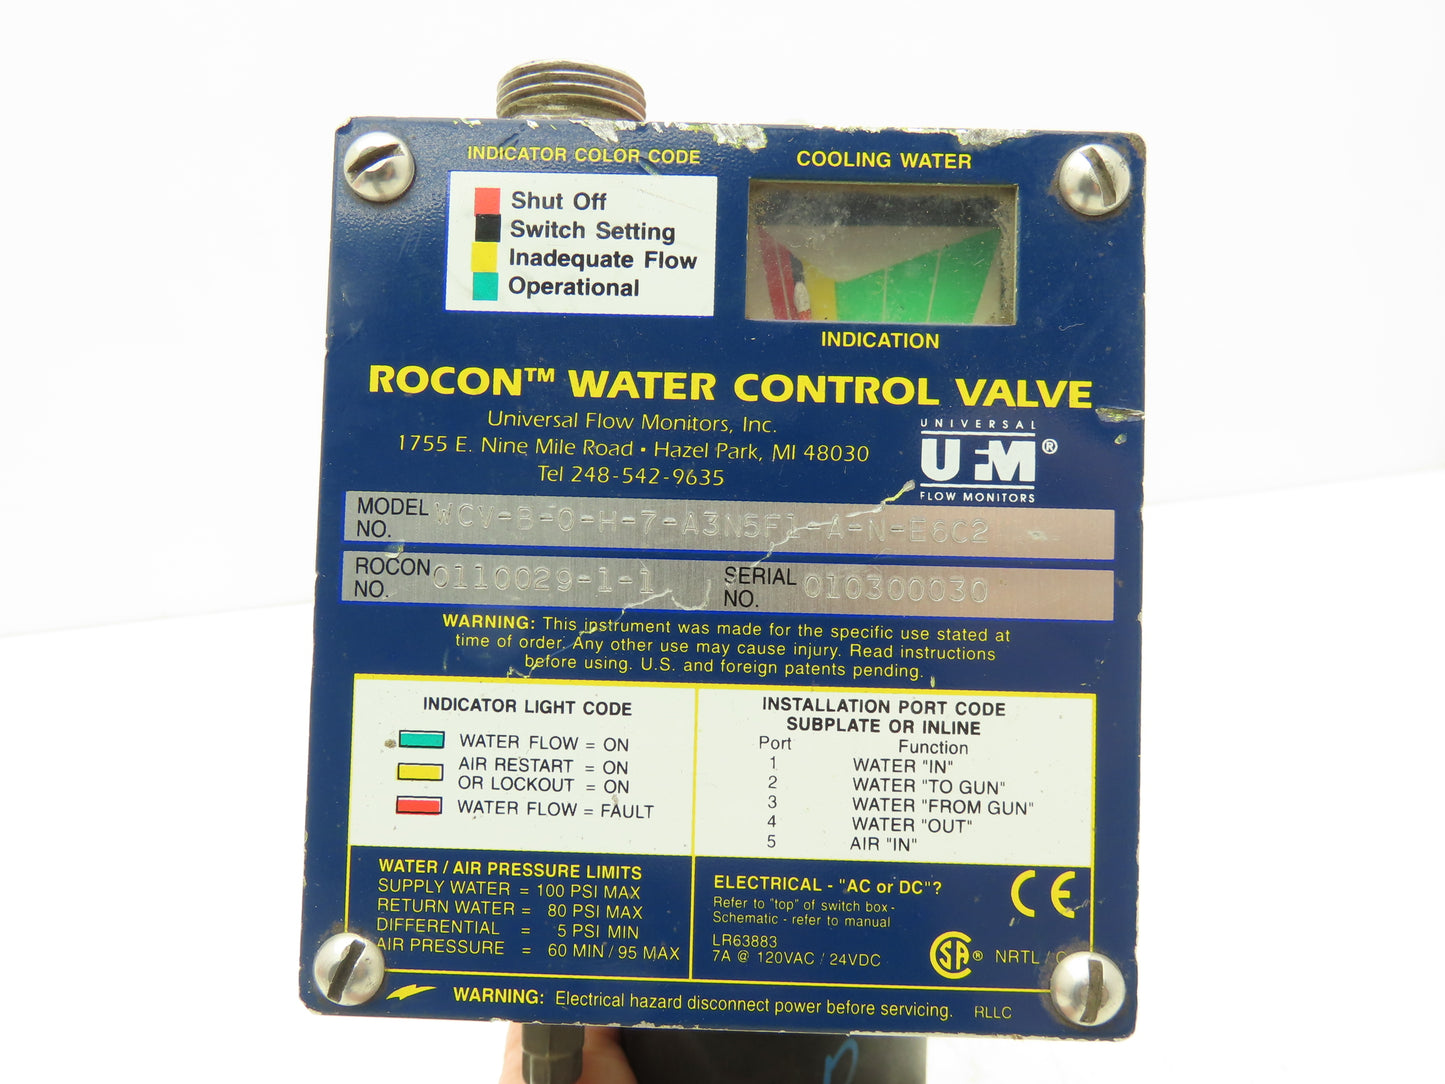 INDICATOR COLOR CODE
Shut Off
Switch Setting
Inadequate Flow
Operational
COOLING WATER
INDICATION
ROCON™ WATER CONTROL VALVE
Universal Flow Monitors, Inc.
1755 E. Nine Mile Road • Hazel Park, MI 48030
Tel 248-542-9635
UNIVERSAL
UFM®
FLOW MONITORS
MODEL NO. WCV-B-O-H-7-A3N5F1-A-N-E6C2
ROCON NO. 0110029-1-1
SERIAL NO. 010300030
WARNING: This instrument was made for the specific use stated at
time of order. Any other use may cause injury. Read instructions
before using. U.S. and foreign patents pending.
INDICATOR LIGHT CODE
WATER FLOW = ON
AIR RESTART = ON
OR LOCKOUT = ON
WATER FLOW = FAULT
INSTALLATION PORT CODE
SUBPLATE OR INLINE
Port Function
1 WATER "IN"
2 WATER "TO GUN"
3 WATER "FROM GUN"
4 WATER "OUT"
5 AIR "IN"
WATER / AIR PRESSURE LIMITS
SUPPLY WATER = 100 PSI MAX
RETURN WATER = 80 PSI MAX
DIFFERENTIAL = 5 PSI MIN
AIR PRESSURE = 60 MIN / 95 MAX
ELECTRICAL - "AC or DC"?
Refer to "top" of switch box -
Schematic - refer to manual
LR63883
7A @ 120VAC / 24VDC
CE
SA® NRTL /
WARNING: Electrical hazard disconnect power before servicing. RLLC